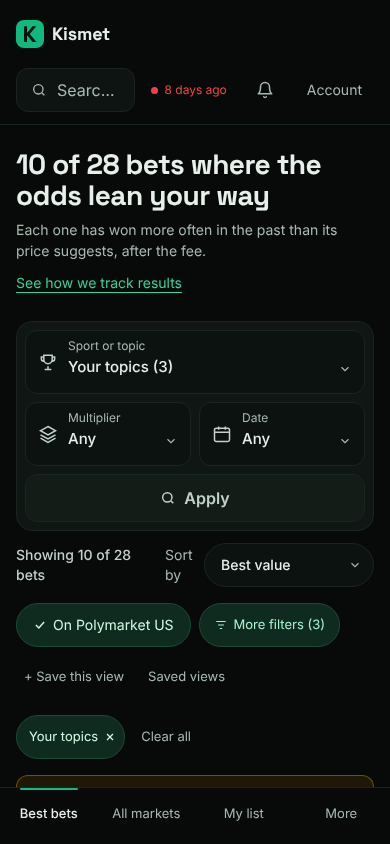 K Kismet
Searc... 8 days ago Account
10 of 28 bets where the
odds lean your way
Each one has won more often in the past than its
price suggests, after the fee.
See how we track results
Sport or topic
Your topics (3)
Multiplier
Any
Date
Any
Apply
Showing 10 of 28
bets
Sort
by
Best value
On Polymarket US
More filters (3)
+ Save this view Saved views
Your topics × Clear all
Best bets All markets My list More